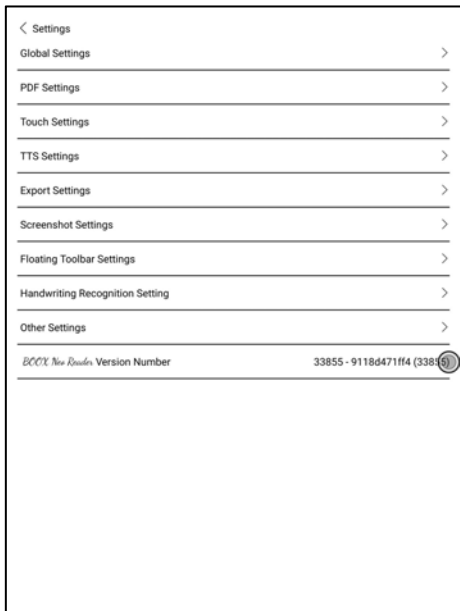 Settings
Global Settings
PDF Settings
Touch Settings
TTS Settings
Export Settings
Screenshot Settings
Floating Toolbar Settings
Handwriting Recognition Setting
Other Settings
BOOX Neo Reader Version Number 33855 - 9118d471ff4 (33855)